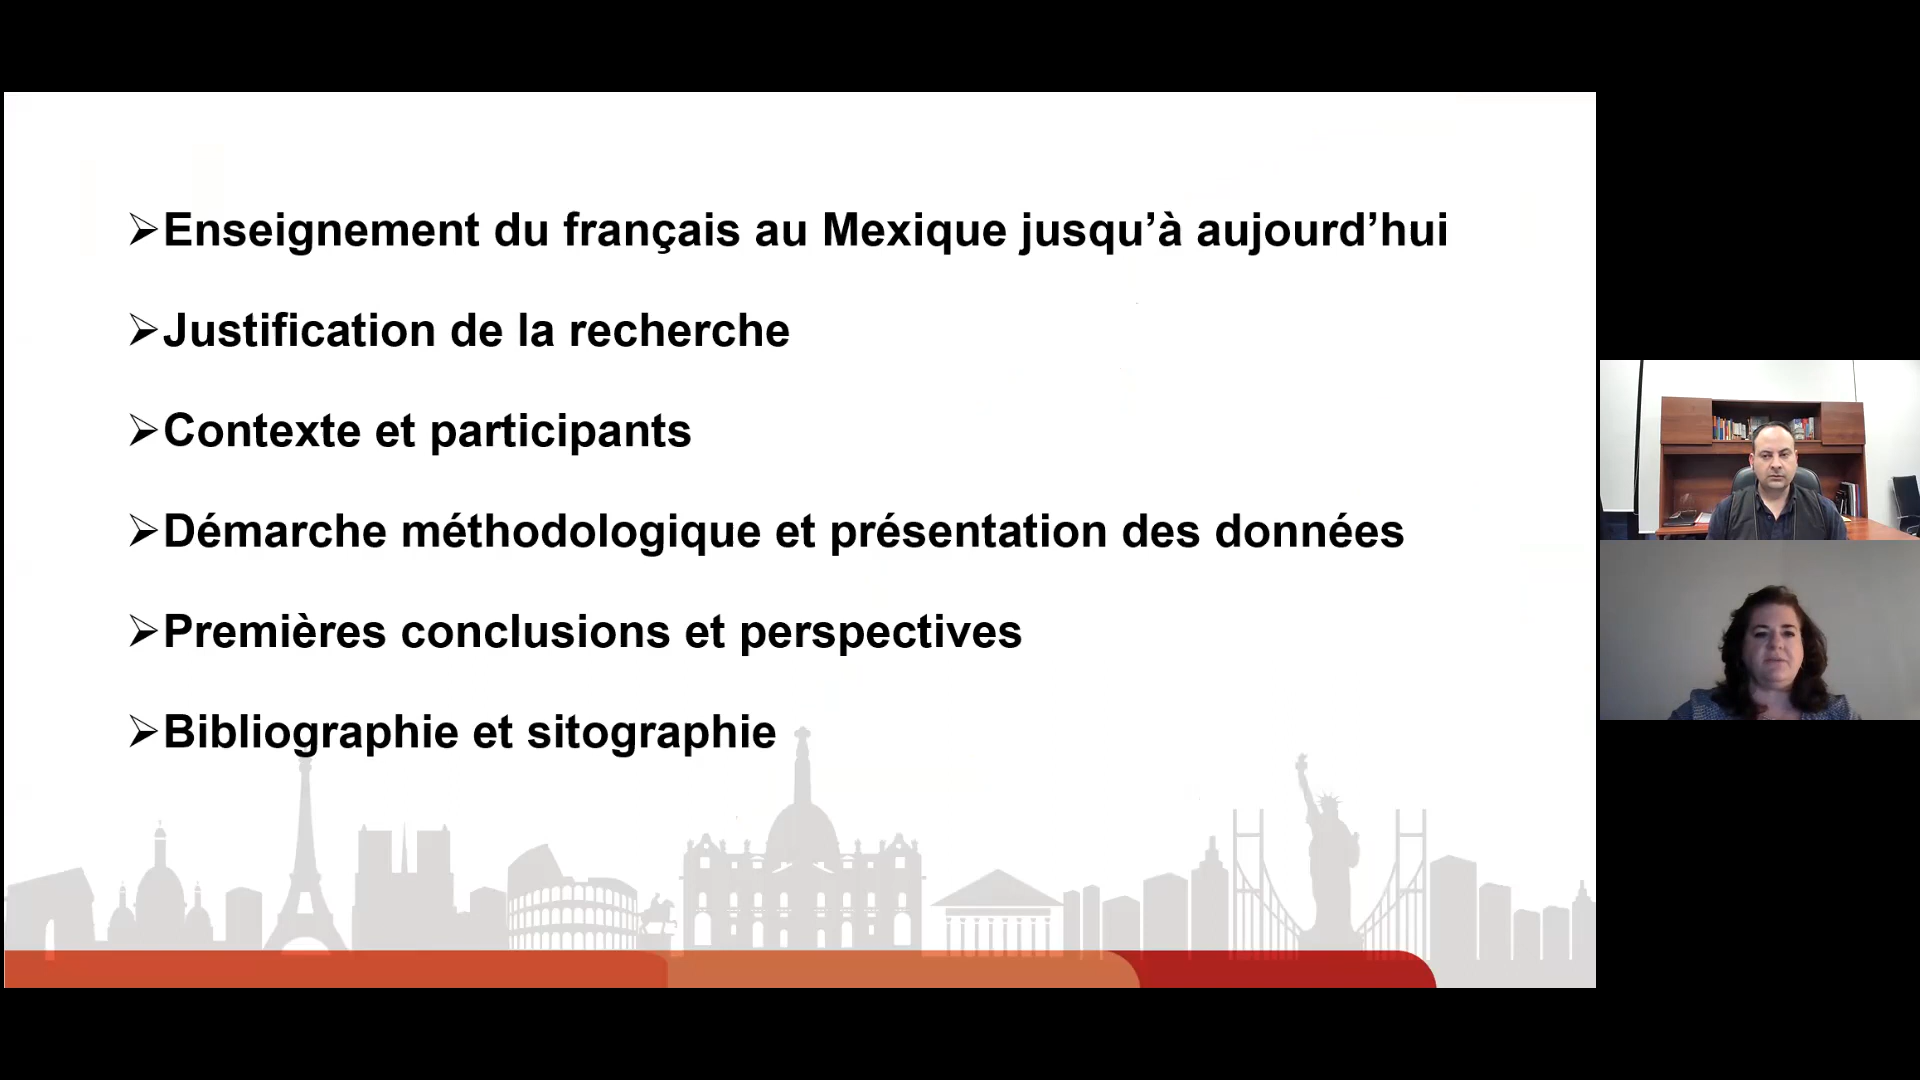 ➢Enseignement du français au Mexique jusqu’à aujourd’hui
➢Justification de la recherche
➢Contexte et participants
➢Démarche méthodologique et présentation des données
➢Premières conclusions et perspectives
➢Bibliographie et sitographie